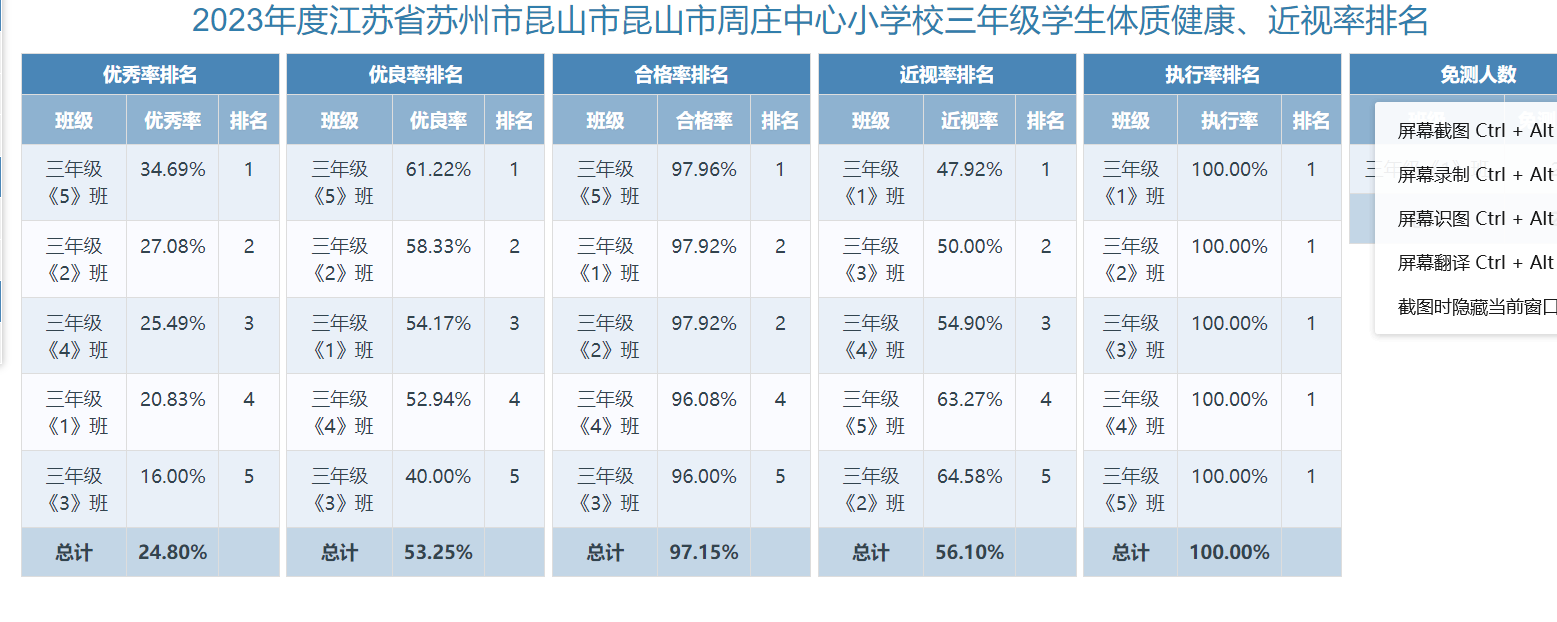 2023年度江苏省苏州市昆山市昆山市周庄中心小学校三年级学生体质健康、近视率排名
优秀率排名 优良率排名 合格率排名 近视率排名 执行率排名 免测人数
班级 优秀率 排名 班级 优良率 排名 班级 合格率 排名 班级 近视率 排名 班级 执行率 排名
三年级 34.69% 1 三年级 61.22% 1 三年级 97.96% 1 三年级 47.92% 1 三年级 100.00% 1
《5》班 《5》班 《5》班 《1》班 《1》班
三年级 27.08% 2 三年级 58.33% 2 三年级 97.92% 2 三年级 50.00% 2 三年级 100.00% 1
《2》班 《2》班 《1》班 《3》班 《2》班
三年级 25.49% 3 三年级 54.17% 3 三年级 97.92% 2 三年级 54.90% 3 三年级 100.00% 1
《4》班 《1》班 《2》班 《4》班 《3》班
三年级 20.83% 4 三年级 52.94% 4 三年级 96.08% 4 三年级 63.27% 4 三年级 100.00% 1
《1》班 《4》班 《4》班 《5》班 《4》班
三年级 16.00% 5 三年级 40.00% 5 三年级 96.00% 5 三年级 64.58% 5 三年级 100.00% 1
《3》班 《3》班 《3》班 《2》班 《5》班
总计 24.80% 总计 53.25% 总计 97.15% 总计 56.10% 总计 100.00%
屏幕截图 Ctrl + Alt
屏幕录制 Ctrl + Alt
屏幕识图 Ctrl + Alt
屏幕翻译 Ctrl + Alt
截图时隐藏当前窗口